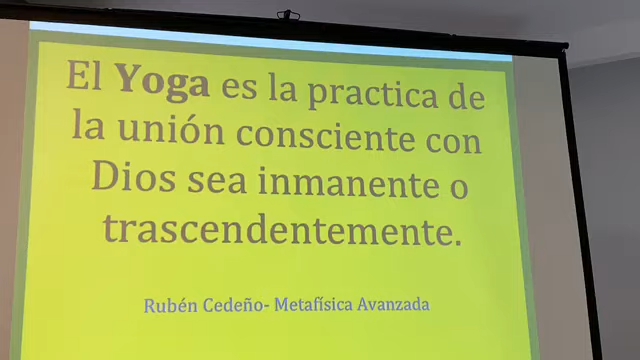 El Yoga es la practica de
la unión consciente con
Dios sea inmanente o
trascendentemente.
Rubén Cedeño- Metafísica Avanzada